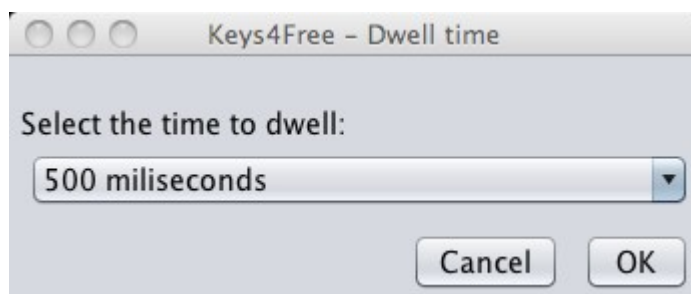 Keys4Free – Dwell time
Select the time to dwell:
500 miliseconds
Cancel OK